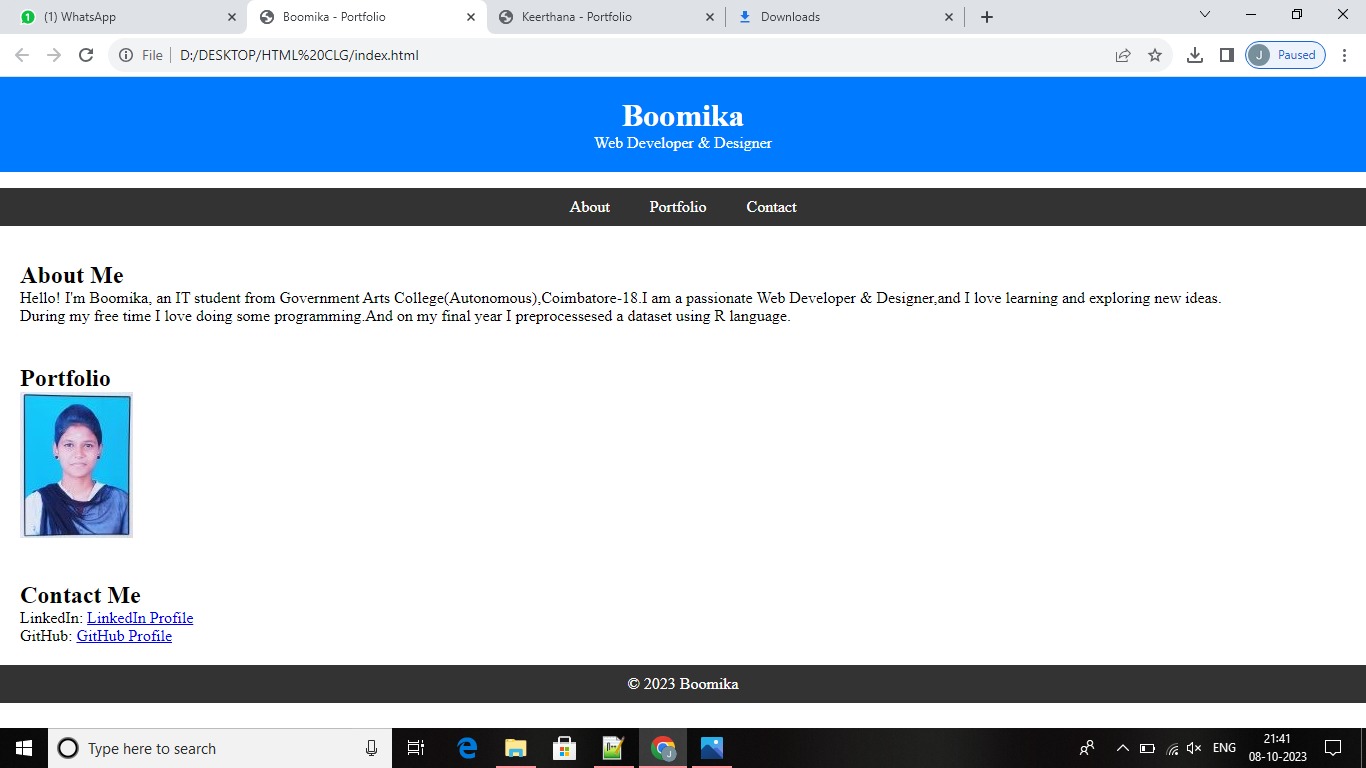 (1) WhatsApp
Boomika - Portfolio
Keerthana - Portfolio
Downloads
File
D:/DESKTOP/HTML%20CLG/index.html
J
Paused
Boomika
Web Developer & Designer
About
Portfolio
Contact
About Me
Hello! I'm Boomika, an IT student from Government Arts College(Autonomous),Coimbatore-18.I am a passionate Web Developer & Designer,and I love learning and exploring new ideas.
During my free time I love doing some programming.And on my final year I preprocessesed a dataset using R language.
Portfolio
Contact Me
LinkedIn: LinkedIn Profile
GitHub: GitHub Profile
© 2023 Boomika
Type here to search
ENG
21:41
08-10-2023